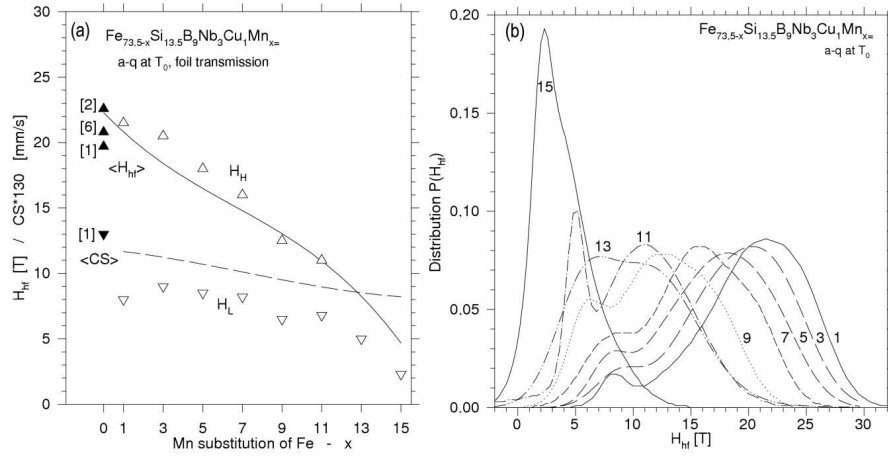 (a)
Fe73.5-xSi13.5B9Nb3Cu1Mnx=
a-q at T0, foil transmission
[2]
[6]
[1]
<Hhf>
HH
[1]
<CS>
HL
30
25
20
15
10
5
0
0 1 3 5 7 9 11 13 15
Mn substitution of Fe - x
Hhf [T] / CS*130 [mm/s]
(b)
Fe73.5-xSi13.5B9Nb3Cu1Mnx=
a-q at T0
15
13
11
9
7
5
3
1
0.20
0.15
0.10
0.05
0.00
0 5 10 15 20 25 30
Hhf [T]
Distribution P(Hhf)